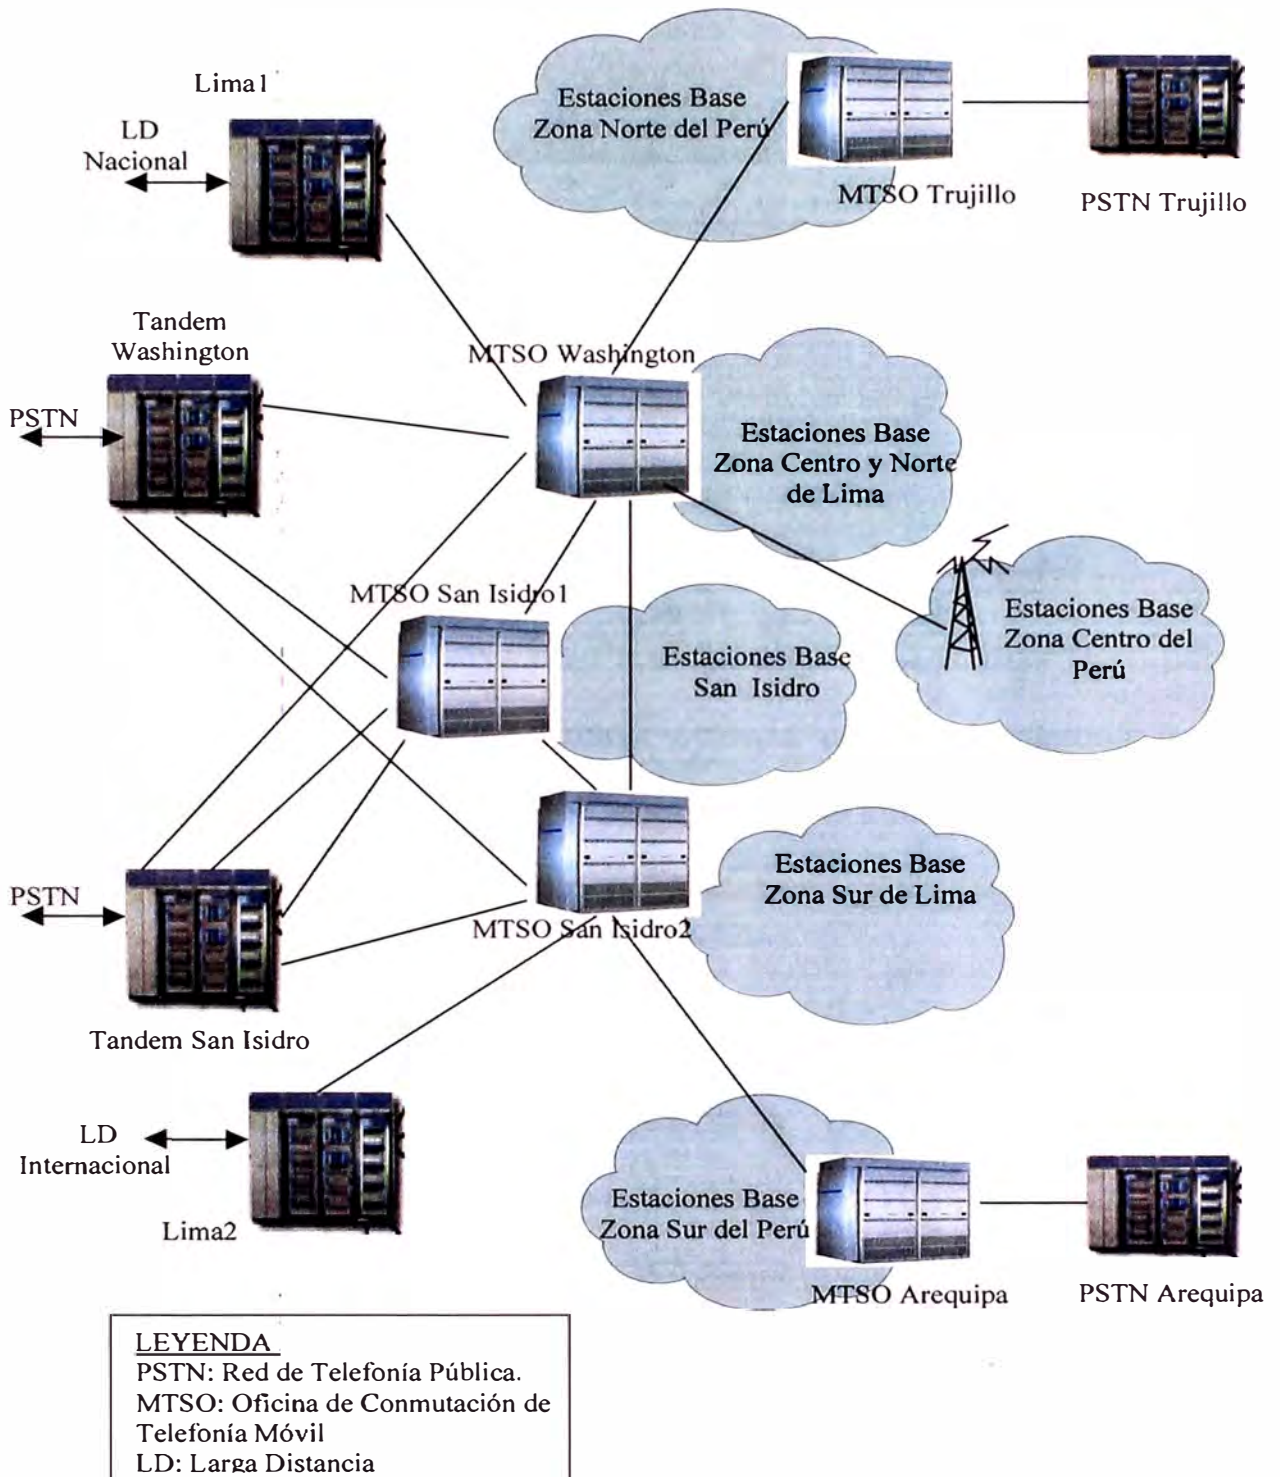 Lima1
LD
Nacional
Estaciones Base
Zona Norte del Perú
MTSO Trujillo
PSTN Trujillo
Tandem
Washington
PSTN
MTSO Washington
Estaciones Base
Zona Centro y Norte
de Lima
MTSO San Isidro1
Estaciones Base
San Isidro
Estaciones Base
Zona Centro del
Perú
PSTN
Tandem San Isidro
MTSO San Isidro2
Estaciones Base
Zona Sur de Lima
LD
Internacional
Lima2
Estaciones Base
Zona Sur del Perú
MTSO Arequipa
PSTN Arequipa
LEYENDA
PSTN: Red de Telefonía Pública.
MTSO: Oficina de Conmutación de
Telefonía Móvil
LD: Larga Distancia